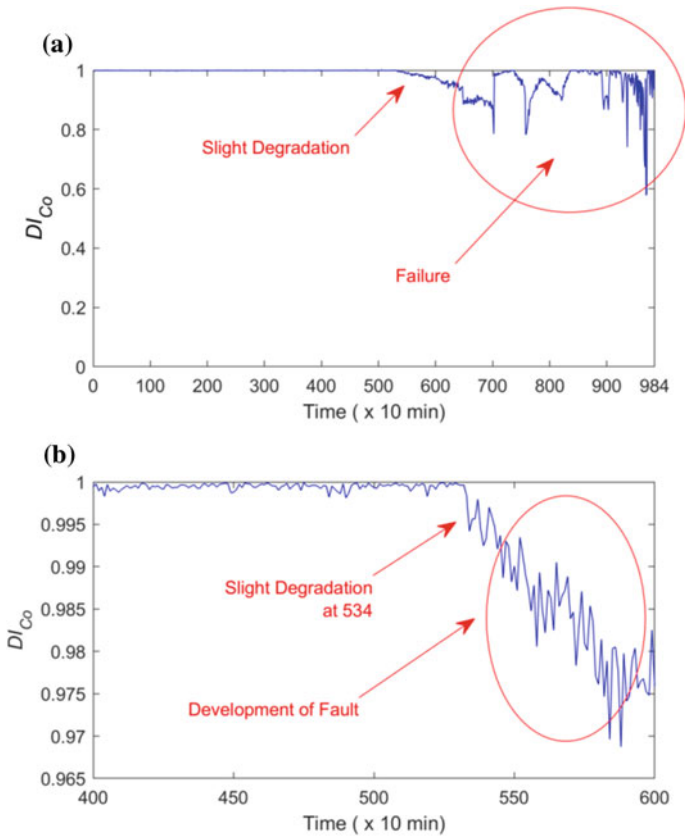 (a)
1
0.8
0.6
0.4
0.2
0
DI_Co
Slight Degradation
Failure
0 100 200 300 400 500 600 700 800 900 984
Time ( x 10 min)
(b)
1
0.995
0.99
0.985
0.98
0.975
0.97
0.965
DI_Co
Slight Degradation
at 534
Development of Fault
400 450 500 550 600
Time ( x 10 min)